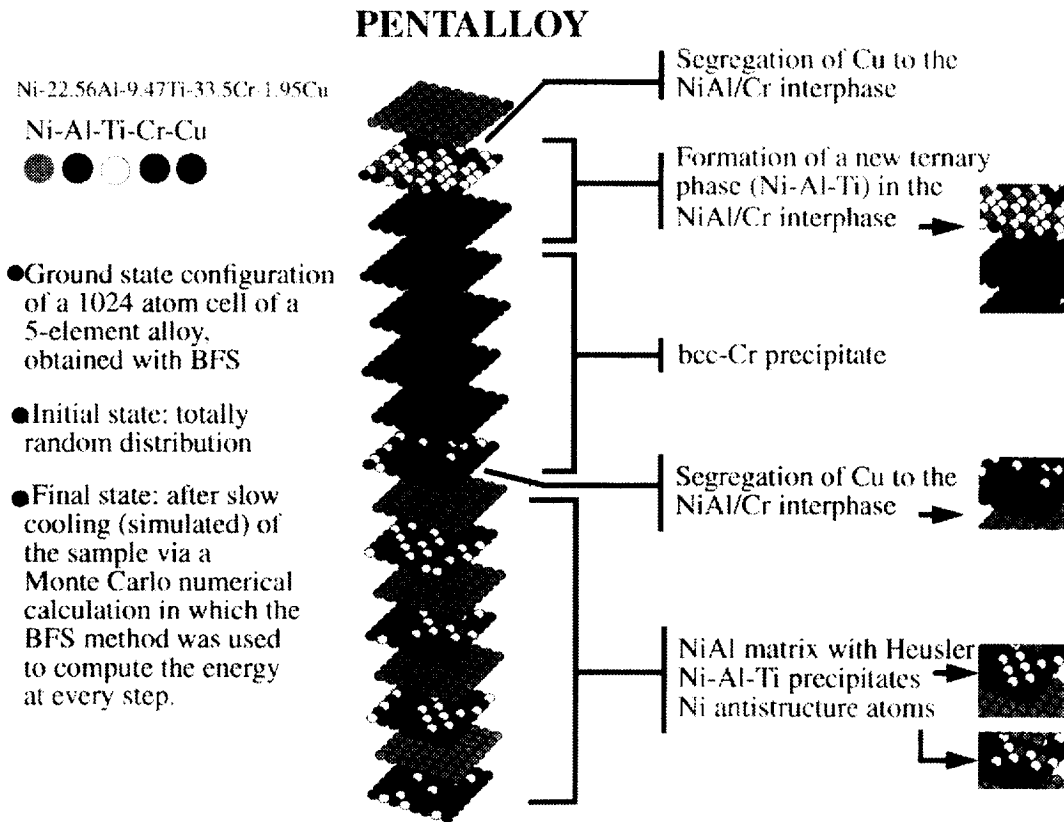 PENTALLOY
Ni-22.56Al-9.47Ti-33.5Cr-1.95Cu
Ni-Al-Ti-Cr-Cu
Ground state configuration
of a 1024 atom cell of a
5-element alloy,
obtained with BFS
Initial state: totally
random distribution
Final state: after slow
cooling (simulated) of
the sample via a
Monte Carlo numerical
calculation in which the
BFS method was used
to compute the energy
at every step.
Segregation of Cu to the
NiAl/Cr interphase
Formation of a new ternary
phase (Ni-Al-Ti) in the
NiAl/Cr interphase
bcc-Cr precipitate
Segregation of Cu to the
NiAl/Cr interphase
NiAl matrix with Heusler
Ni-Al-Ti precipitates
Ni antistructure atoms